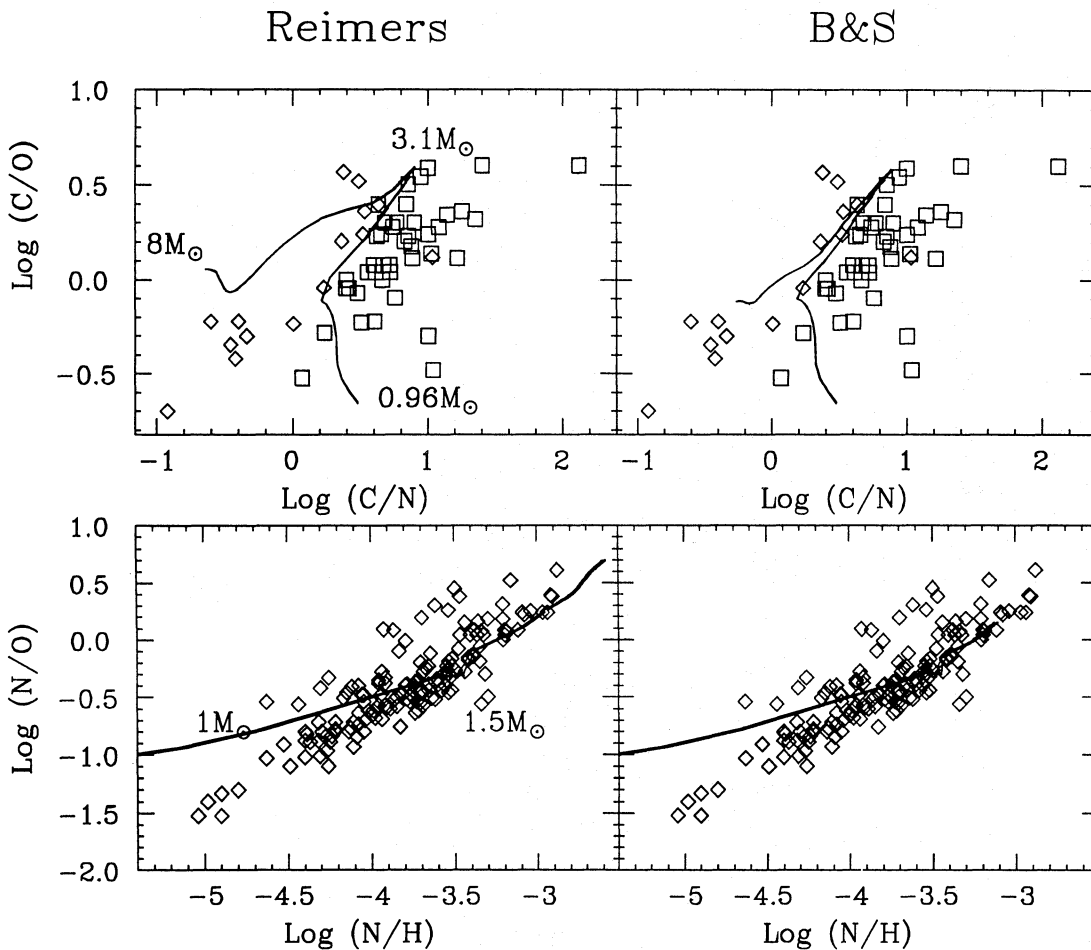 Reimers B&S
1.0
0.5
0.0
−0.5
Log (C/O)
3.1M⊙
8M⊙
0.96M⊙
−1 0 1 2 −1 0 1 2
Log (C/N) Log (C/N)
1.0
0.5
0.0
−0.5
−1.0
−1.5
−2.0
Log (N/O)
1M⊙ 1.5M⊙
−5 −4.5 −4 −3.5 −3 −5 −4.5 −4 −3.5 −3
Log (N/H) Log (N/H)